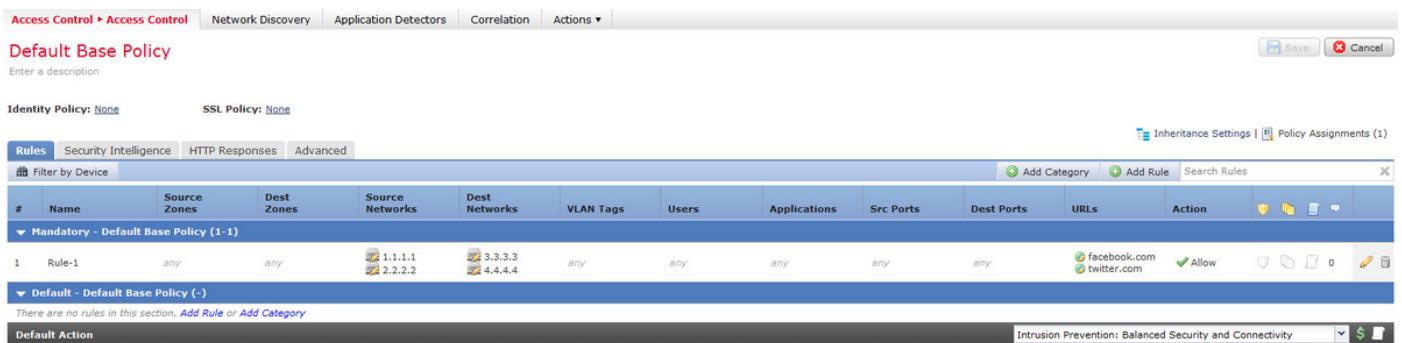 Access Control ▸ Access Control Network Discovery Application Detectors Correlation Actions ▾
Default Base Policy Save Cancel
Enter a description
Identity Policy: None SSL Policy: None
Inheritance Settings | Policy Assignments (1)
Rules Security Intelligence HTTP Responses Advanced
Filter by Device Add Category Add Rule Search Rules
# Name Source Zones Dest Zones Source Networks Dest Networks VLAN Tags Users Applications Src Ports Dest Ports URLs Action
Mandatory - Default Base Policy (1-1)
1 Rule-1 any any 1.1.1.1 3.3.3.3 any any any any any facebook.com Allow 0
2.2.2.2 4.4.4.4 twitter.com
Default - Default Base Policy (-)
There are no rules in this section. Add Rule or Add Category
Default Action Intrusion Prevention: Balanced Security and Connectivity $